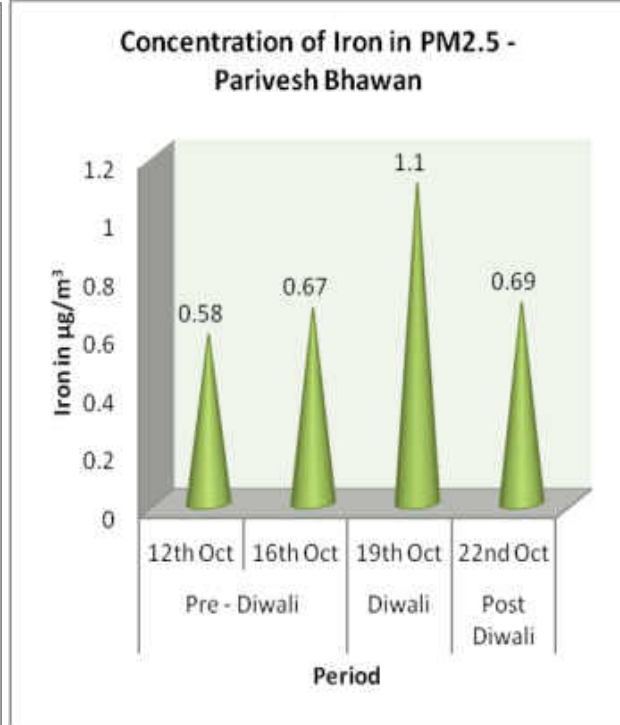 Concentration of Iron in PM2.5 -
Parivesh Bhawan
Iron in µg/m³
1.2
1
0.8
0.6
0.4
0.2
0
0.58
0.67
1.1
0.69
12th Oct 16th Oct 19th Oct 22nd Oct
Pre - Diwali Diwali Post
Diwali
Period